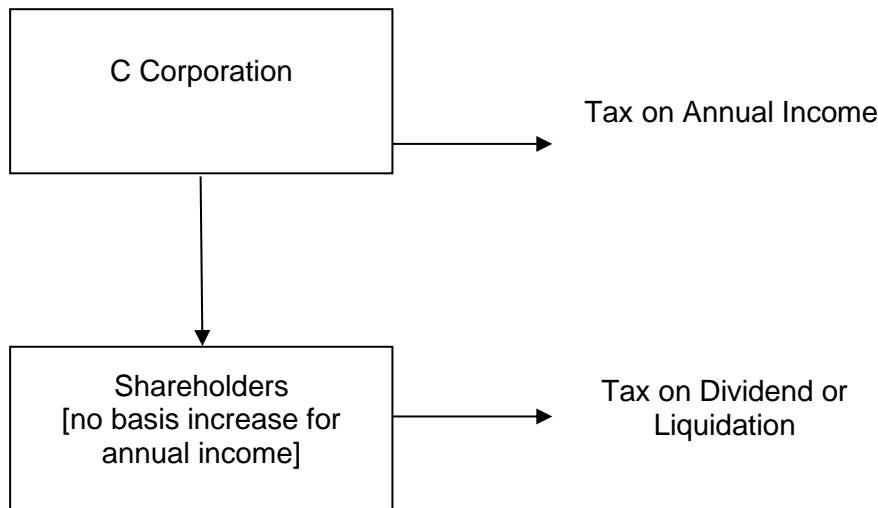 C Corporation
Tax on Annual Income
Shareholders
[no basis increase for
annual income]
Tax on Dividend or
Liquidation